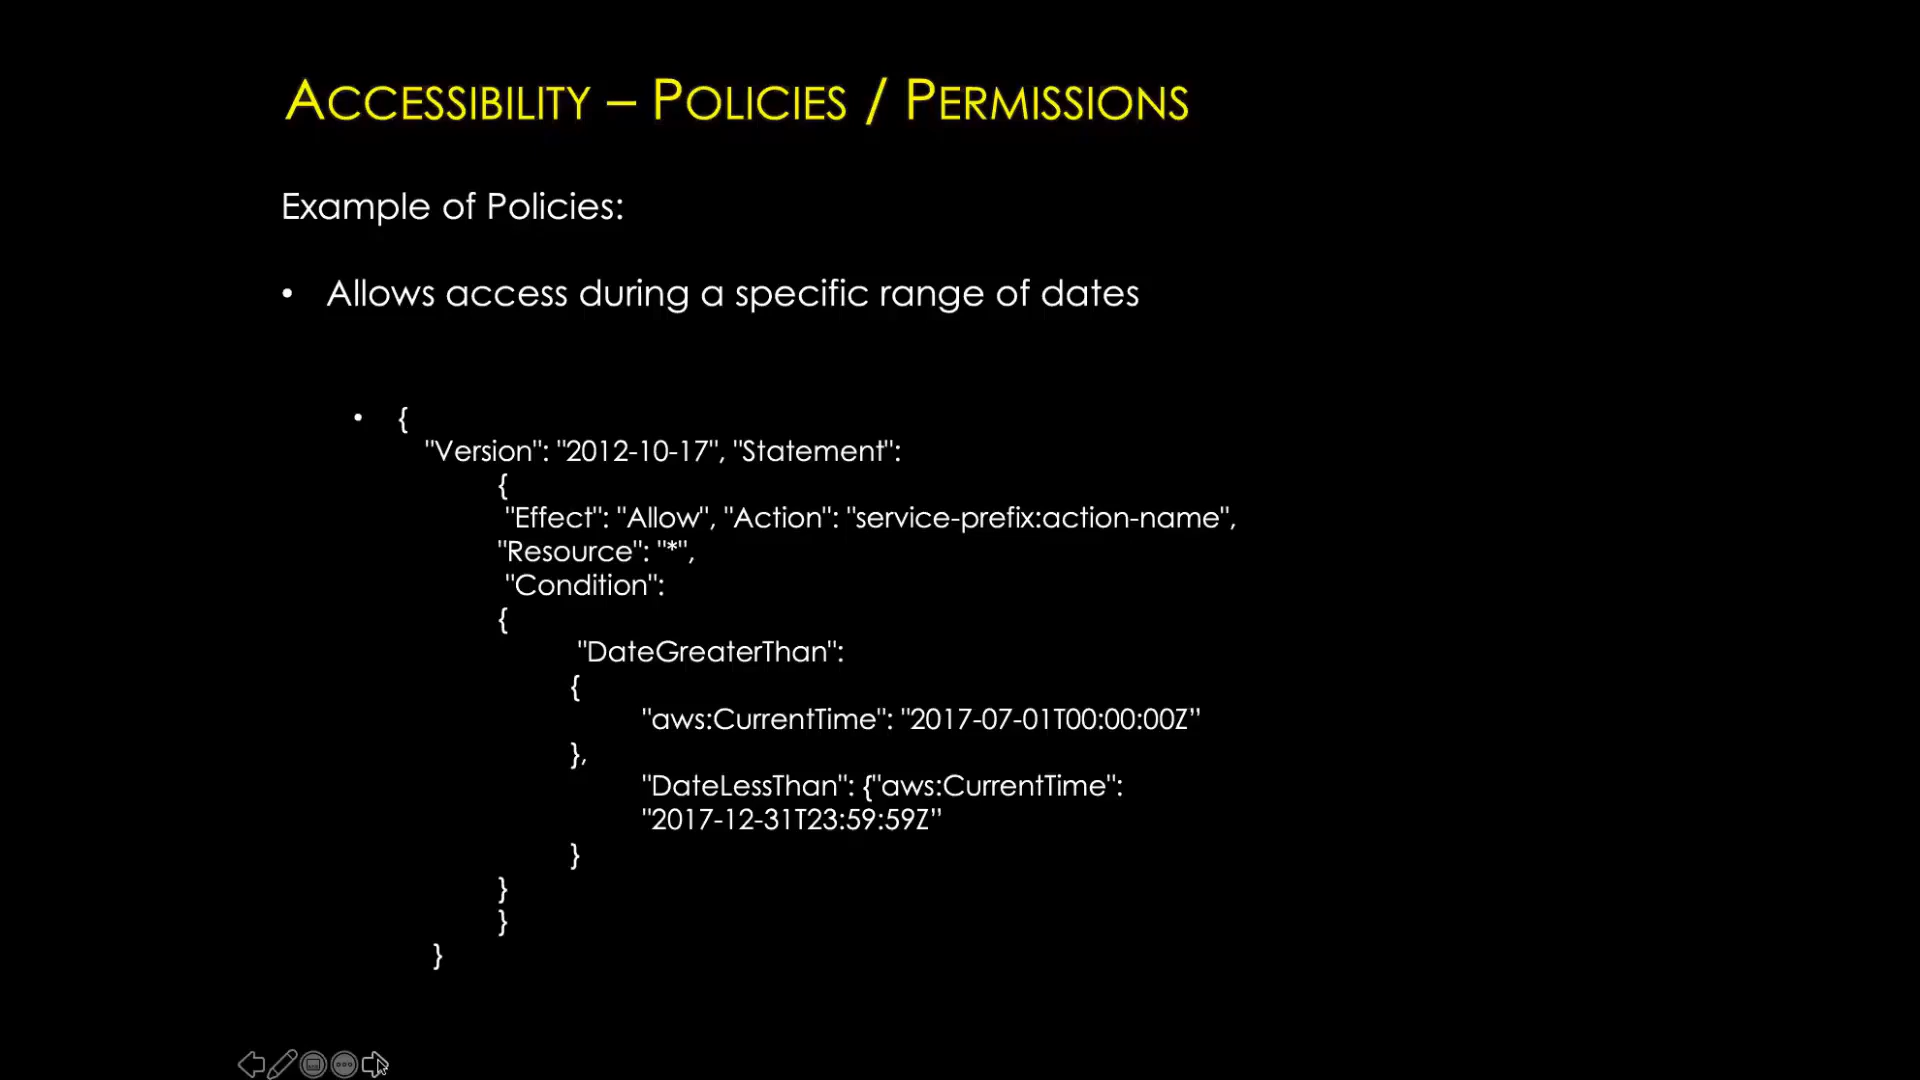 ACCESSIBILITY – POLICIES / PERMISSIONS
Example of Policies:
• Allows access during a specific range of dates
• {
"Version": "2012-10-17", "Statement":
{
"Effect": "Allow", "Action": "service-prefix:action-name",
"Resource": "*",
"Condition":
{
"DateGreaterThan":
{
"aws:CurrentTime": "2017-07-01T00:00:00Z”
},
"DateLessThan": {"aws:CurrentTime":
"2017-12-31T23:59:59Z”
}
}
}
}